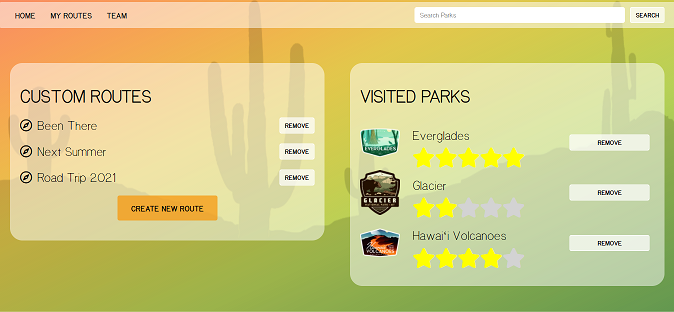 HOME MY ROUTES TEAM Search Parks SEARCH
CUSTOM ROUTES
Been There REMOVE
Next Summer REMOVE
Road Trip 2021 REMOVE
CREATE NEW ROUTE
VISITED PARKS
EVERGLADES
Everglades REMOVE
GLACIER
Glacier REMOVE
VOLCANOES
Hawaiʻi Volcanoes REMOVE